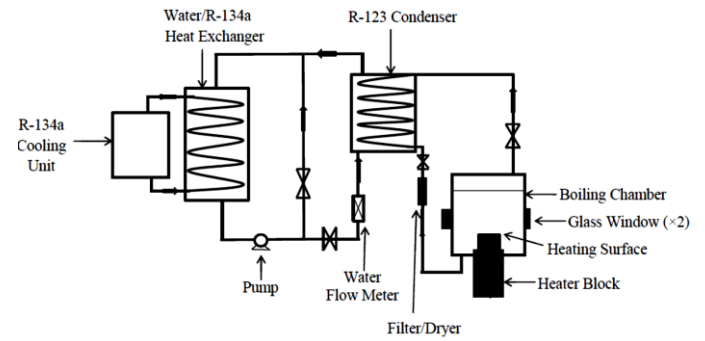 Water/R-134a
Heat Exchanger
R-123 Condenser
R-134a
Cooling
Unit
Boiling Chamber
Glass Window (×2)
Heating Surface
Heater Block
Pump
Water
Flow Meter
Filter/Dryer